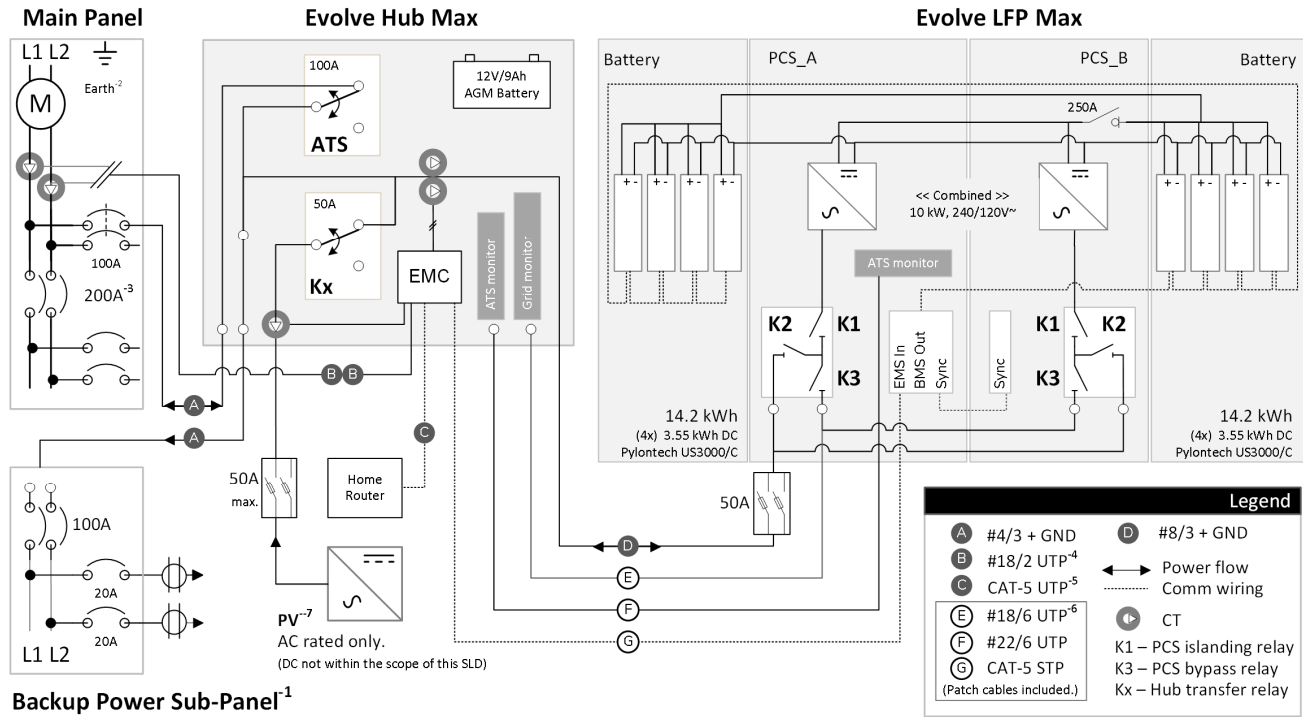 Main Panel
Evolve Hub Max
Evolve LFP Max
L1 L2
Earth-2
M
100A
200A-3
100A
ATS
12V/9Ah
AGM Battery
50A
Kx
EMC
ATS monitor
Grid monitor
Battery
PCS_A
PCS_B
Battery
250A
+ -
+ -
+ -
+ -
+ -
+ -
+ -
+ -
<< Combined >>
10 kW, 240/120V~
ATS monitor
K2
K1
K3
EMS In
BMS Out
Sync
Sync
K1
K2
K3
14.2 kWh
(4x) 3.55 kWh DC
Pylontech US3000/C
14.2 kWh
(4x) 3.55 kWh DC
Pylontech US3000/C
A
A
B B
C
50A
max.
Home
Router
50A
D
E
F
G
PV--7
AC rated only.
(DC not within the scope of this SLD)
100A
20A
20A
L1 L2
Backup Power Sub-Panel-1
Legend
A #4/3 + GND
B #18/2 UTP-4
C CAT-5 UTP-5
E #18/6 UTP-6
F #22/6 UTP
G CAT-5 STP
(Patch cables included.)
D #8/3 + GND
Power flow
Comm wiring
CT
K1 – PCS islanding relay
K3 – PCS bypass relay
Kx – Hub transfer relay